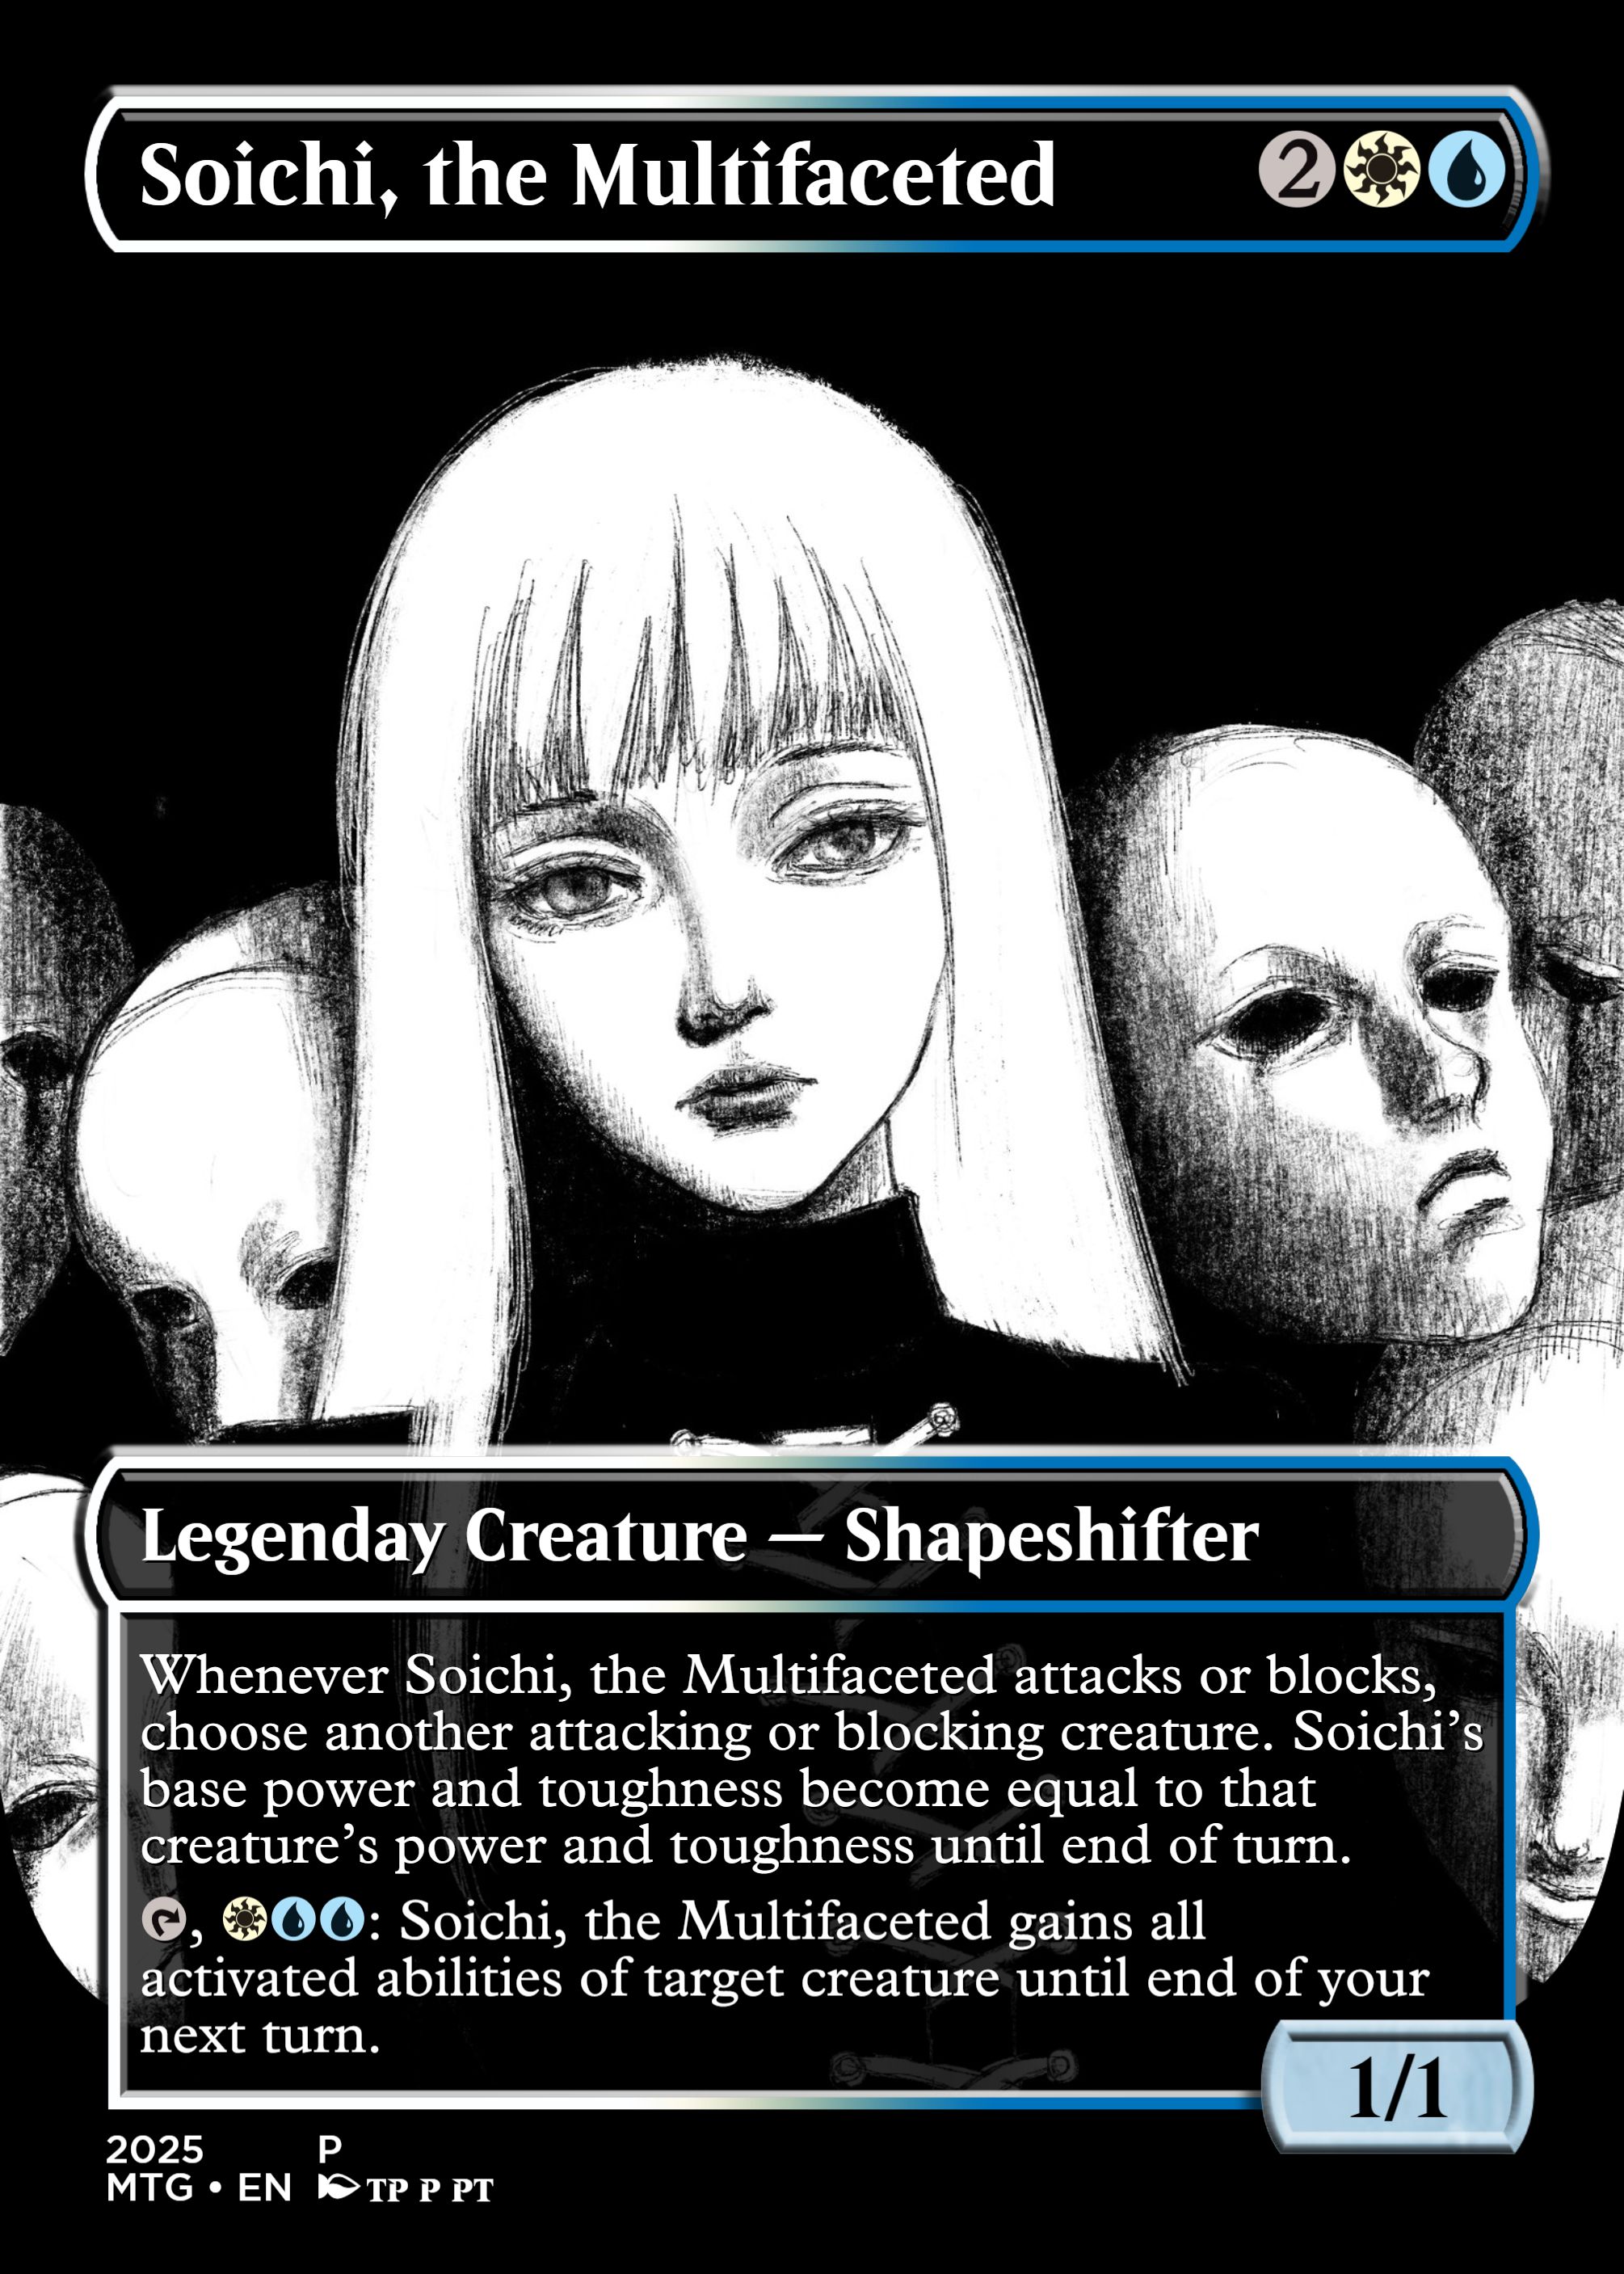 Soichi, the Multifaceted 2
Legenday Creature — Shapeshifter
Whenever Soichi, the Multifaceted attacks or blocks,
choose another attacking or blocking creature. Soichi’s
base power and toughness become equal to that
creature’s power and toughness until end of turn.
, : Soichi, the Multifaceted gains all
activated abilities of target creature until end of your
next turn.
1/1
2025 P
MTG • EN TP P PT